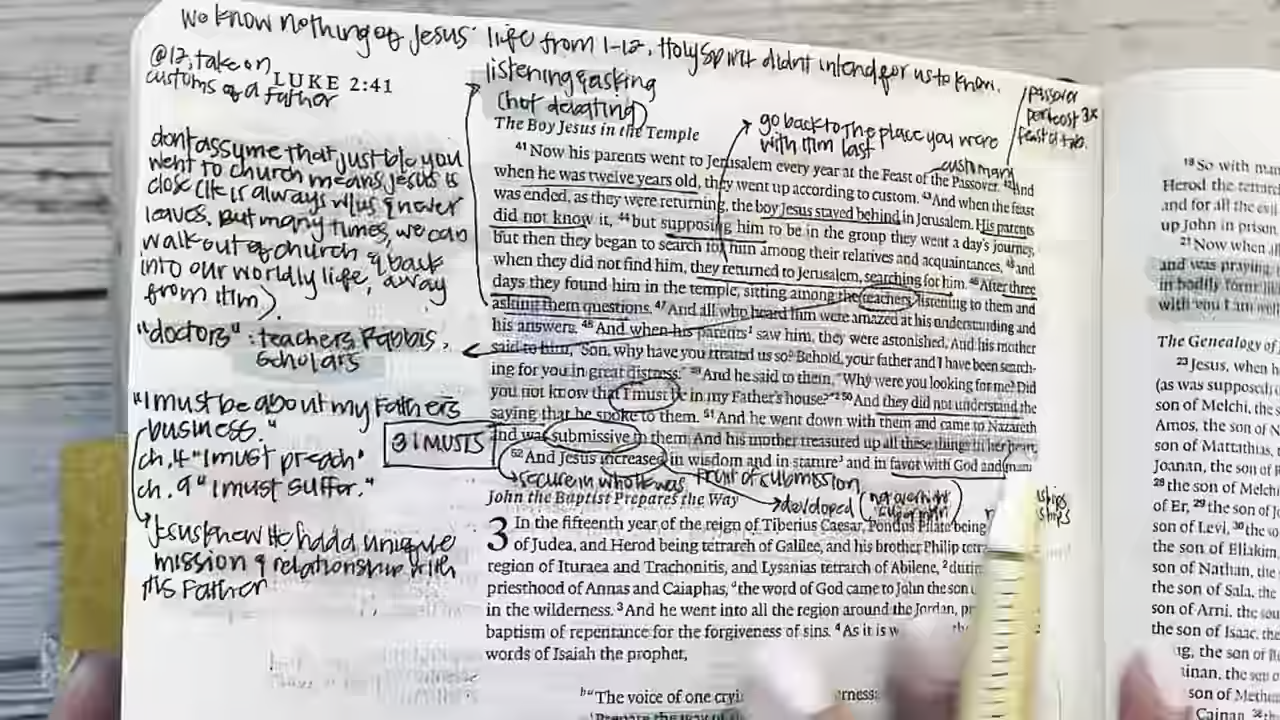 we know nothing of Jesus' life from 1-12, Holy Spirit didnt intend for us to know.
@12, take on
customs of a father
LUKE 2:41
listening & asking
(not debating)
go back to the place you were
with Him last
customary
passover
pentecost 3x
feast of tab.
dont assume that just b/c you
went to church means Jesus is
close (He is always w/us & never
leaves. But many times, we can
walk out of church & back
into our worldly life, away
from Him).
"doctors": teachers, Rabbis,
scholars
"I must be about my Fathers
business."
ch. 4 "I must preach"
ch. 9 "I must suffer."
3 I MUSTS
Jesus knew He had a unique
mission & relationship with
His Father
The Boy Jesus in the Temple
41 Now his parents went to Jerusalem every year at the Feast of the Passover. 42 And
when he was twelve years old, they went up according to custom. 43 And when the feast
was ended, as they were returning, the boy Jesus stayed behind in Jerusalem. His parents
did not know it, 44 but supposing him to be in the group they went a day's journey,
but then they began to search for him among their relatives and acquaintances, 45 and
when they did not find him, they returned to Jerusalem, searching for him. 46 After three
days they found him in the temple, sitting among the teachers, listening to them and
asking them questions. 47 And all who heard him were amazed at his understanding and
his answers. 48 And when his parents saw him, they were astonished. And his mother
said to him, "Son, why have you treated us so? Behold, your father and I have been search-
ing for you in great distress." 49 And he said to them, "Why were you looking for me? Did
you not know that I must be in my Father's house?" 2 50 And they did not understand the
saying that he spoke to them. 51 And he went down with them and came to Nazareth
and was submissive to them. And his mother treasured up all these things in her heart.
52 And Jesus increased in wisdom and in stature 3 and in favor with God and man.
secure in who He was
fruit of submission
developed
John the Baptist Prepares the Way
3 In the fifteenth year of the reign of Tiberius Caesar, Pontius Pilate being
of Judea, and Herod being tetrarch of Galilee, and his brother Philip tetr
region of Ituraea and Trachonitis, and Lysanias tetrarch of Abilene, 2 durin
priesthood of Annas and Caiaphas, a the word of God came to John the son
in the wilderness. 3 And he went into all the region around the Jordan, pr
baptism of repentance for the forgiveness of sins. 4 As it is w
words of Isaiah the prophet,
b "The voice of one cryi
erness:
18 So with man
Herod the tetrar
and for all the evil
up John in prison
21 Now when all
and was praying
in bodily form lik
with you I am well
The Genealogy of
23 Jesus, when h
(as was supposed)
son of Melchi, the s
Amos, the son of N
son of Mattathias,
Joanan, the son of
28 the son of Melchi
of Er, 29 the son of J
the son of Levi, 30 the so
the son of Eliakim,
son of Nathan, the
the son of Sala, the
son of Arni, the so
the son of Isaac, the
ug, the son of
ainan, the son of
son of Methu
Cainan